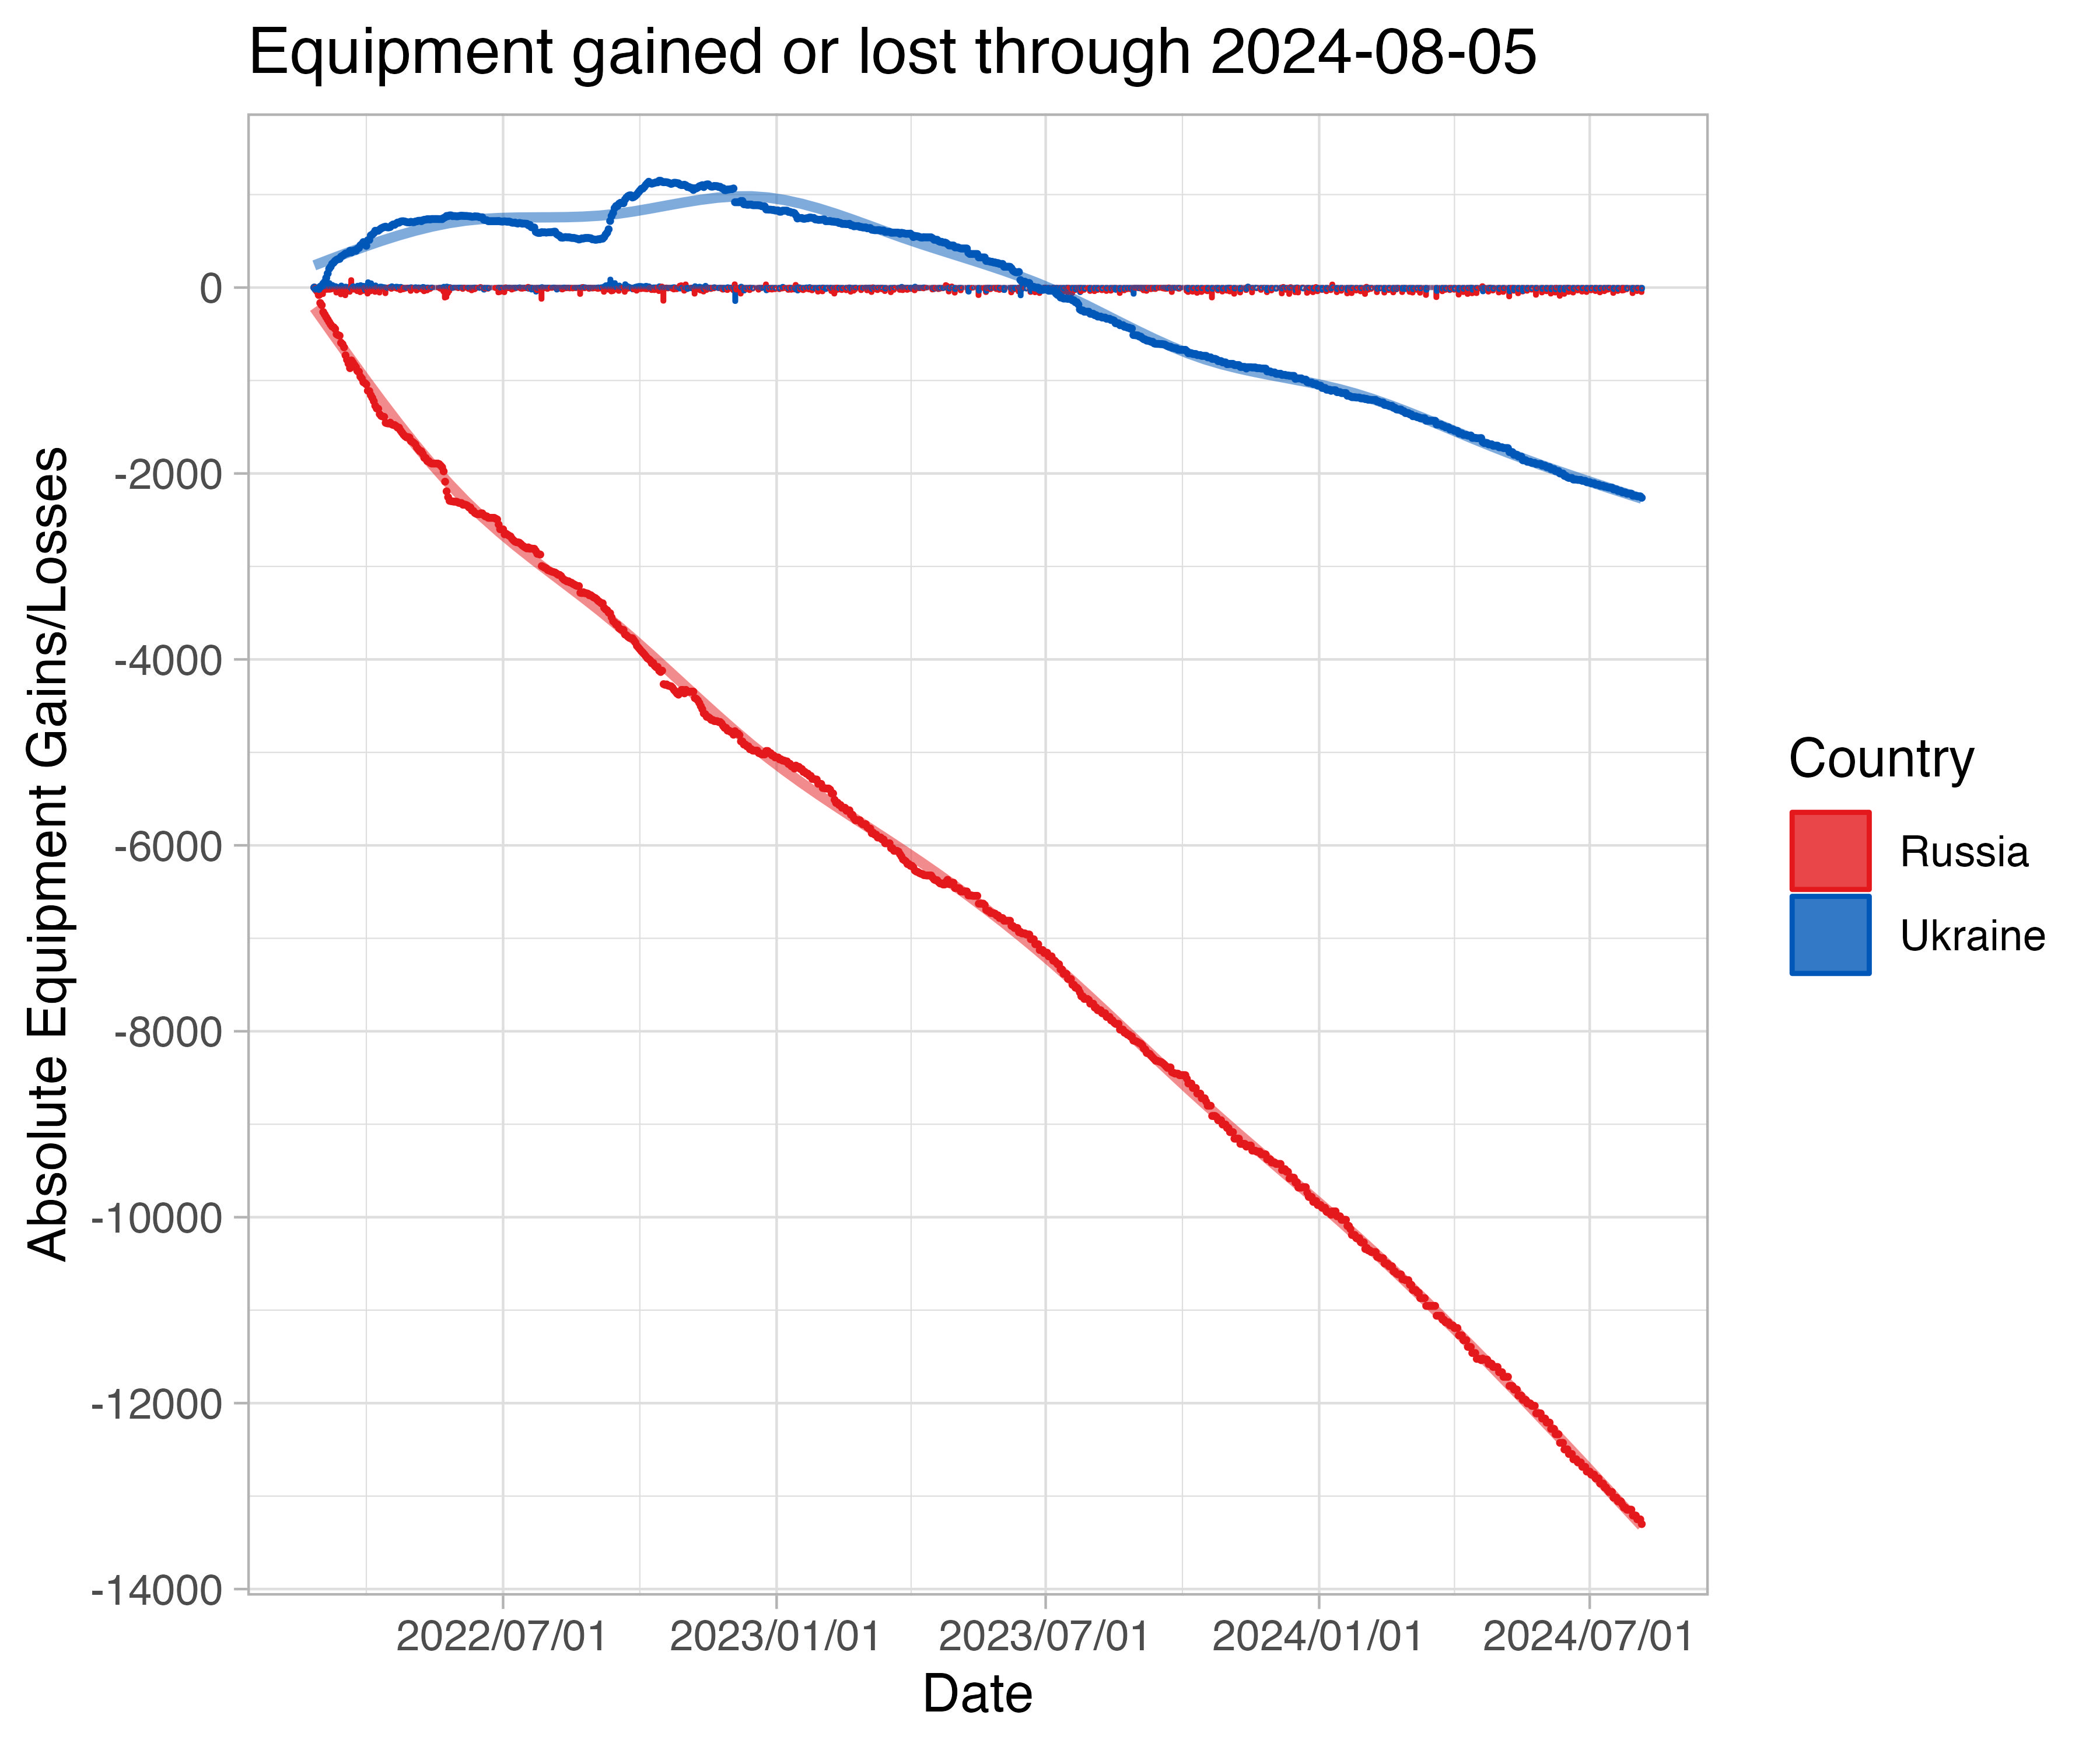 Equipment gained or lost through 2024-08-05
Absolute Equipment Gains/Losses
0
-2000
-4000
-6000
-8000
-10000
-12000
-14000
2022/07/01
2023/01/01
2023/07/01
2024/01/01
2024/07/01
Date
Country
Russia
Ukraine